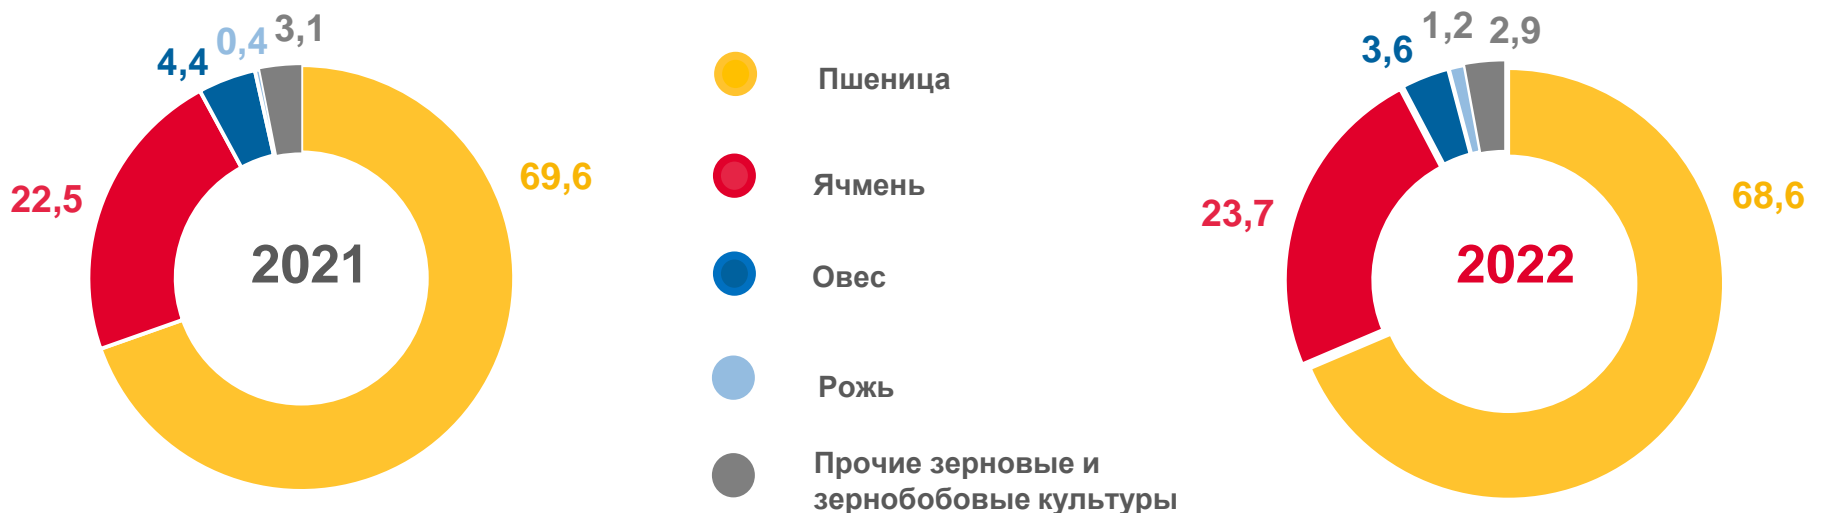 4,4
0,4
3,1
22,5
69,6
2021
Пшеница
Ячмень
Овес
Рожь
Прочие зерновые и
зернобобовые культуры
3,6
1,2
2,9
23,7
68,6
2022